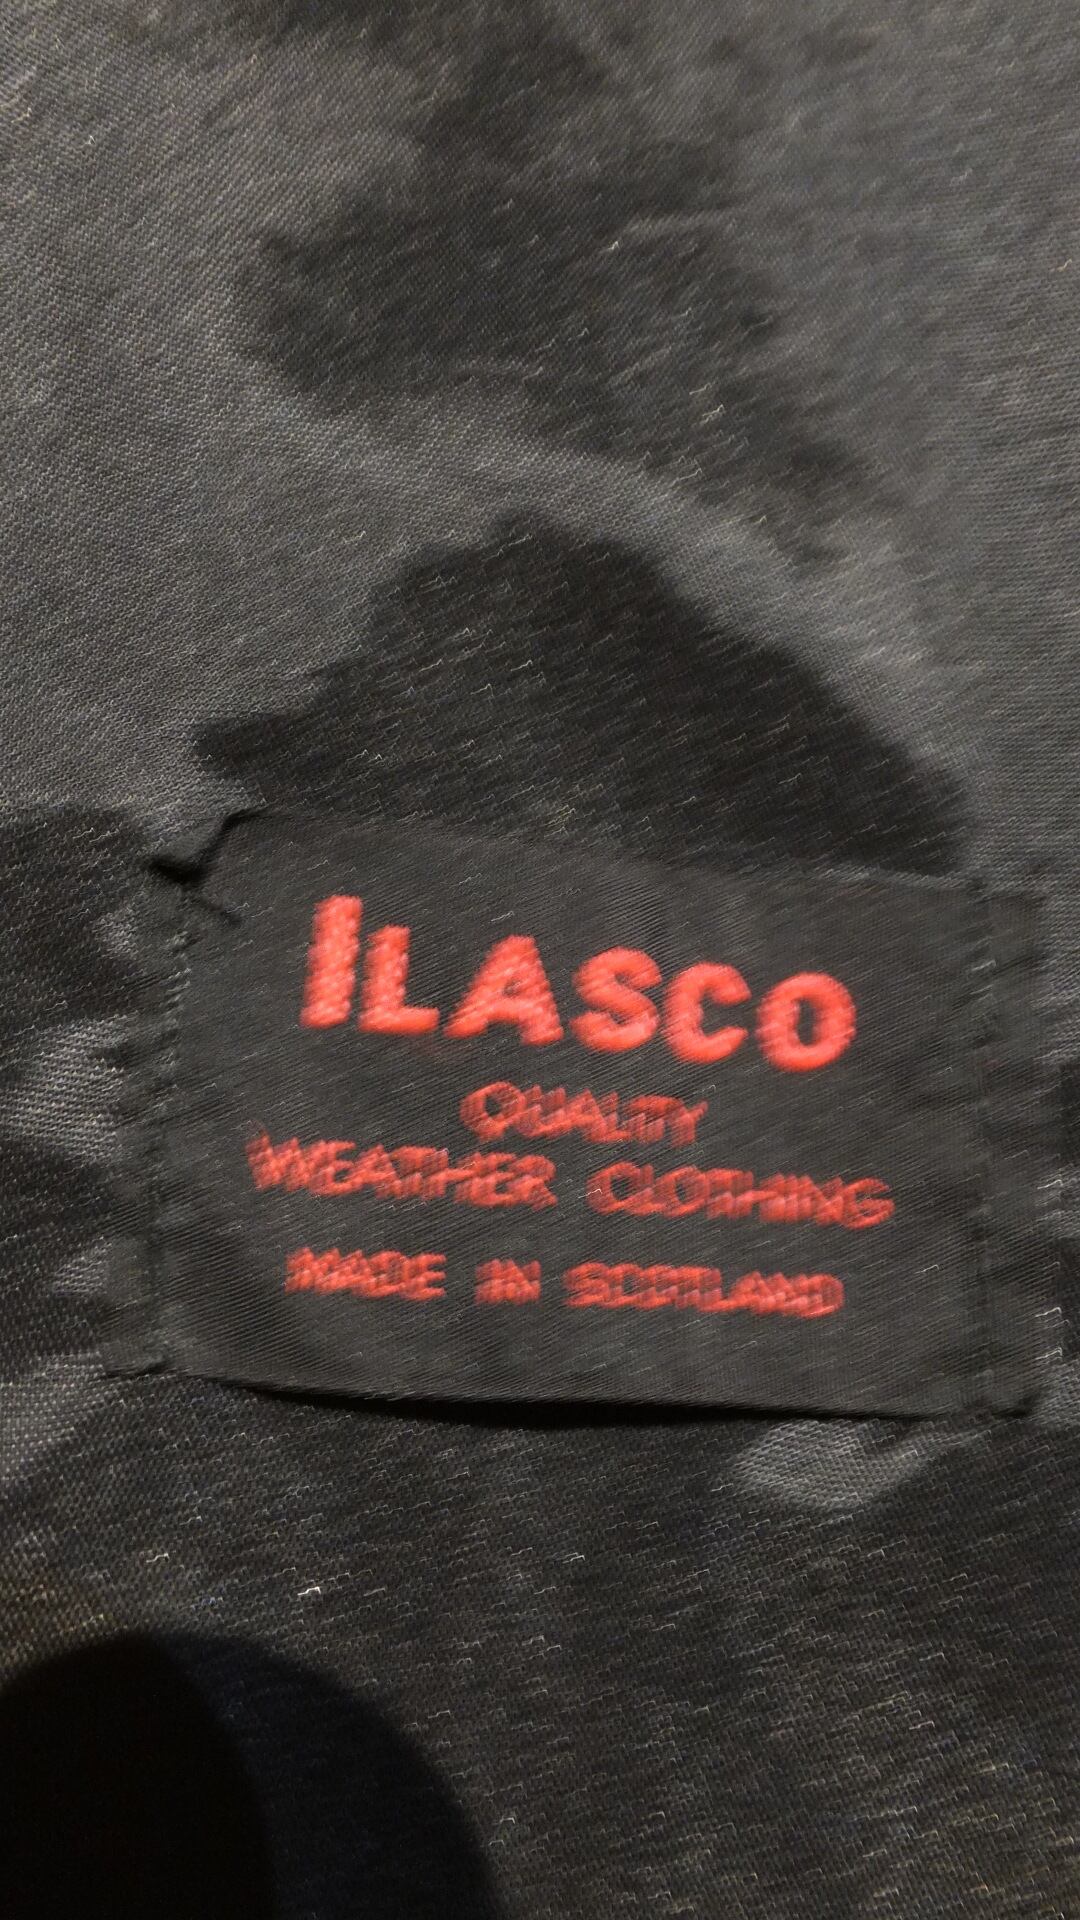 ILASCO
QUALITY
WEATHER CLOTHING
MADE IN SCOTLAND